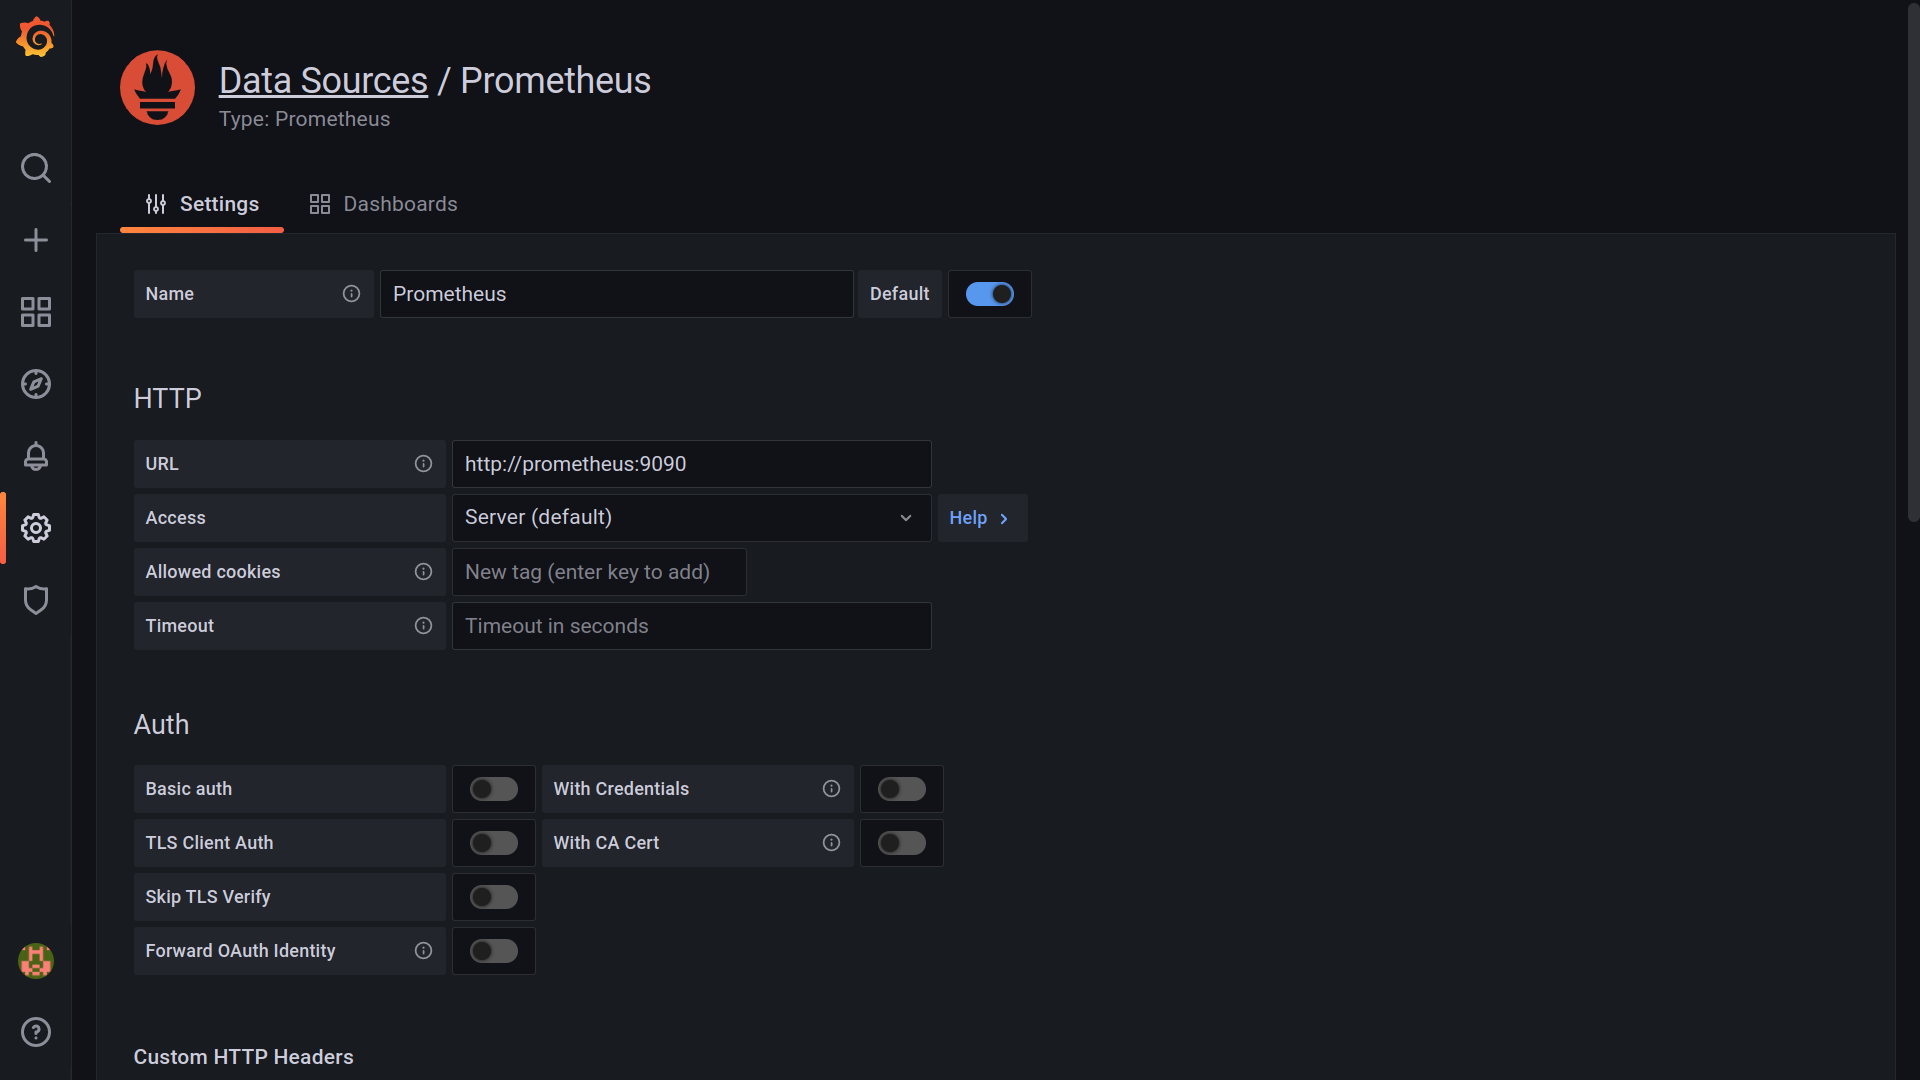 Data Sources / Prometheus
Type: Prometheus
Settings Dashboards
Name Prometheus Default
HTTP
URL http://prometheus:9090
Access Server (default) Help
Allowed cookies New tag (enter key to add)
Timeout Timeout in seconds
Auth
Basic auth With Credentials
TLS Client Auth With CA Cert
Skip TLS Verify
Forward OAuth Identity
Custom HTTP Headers